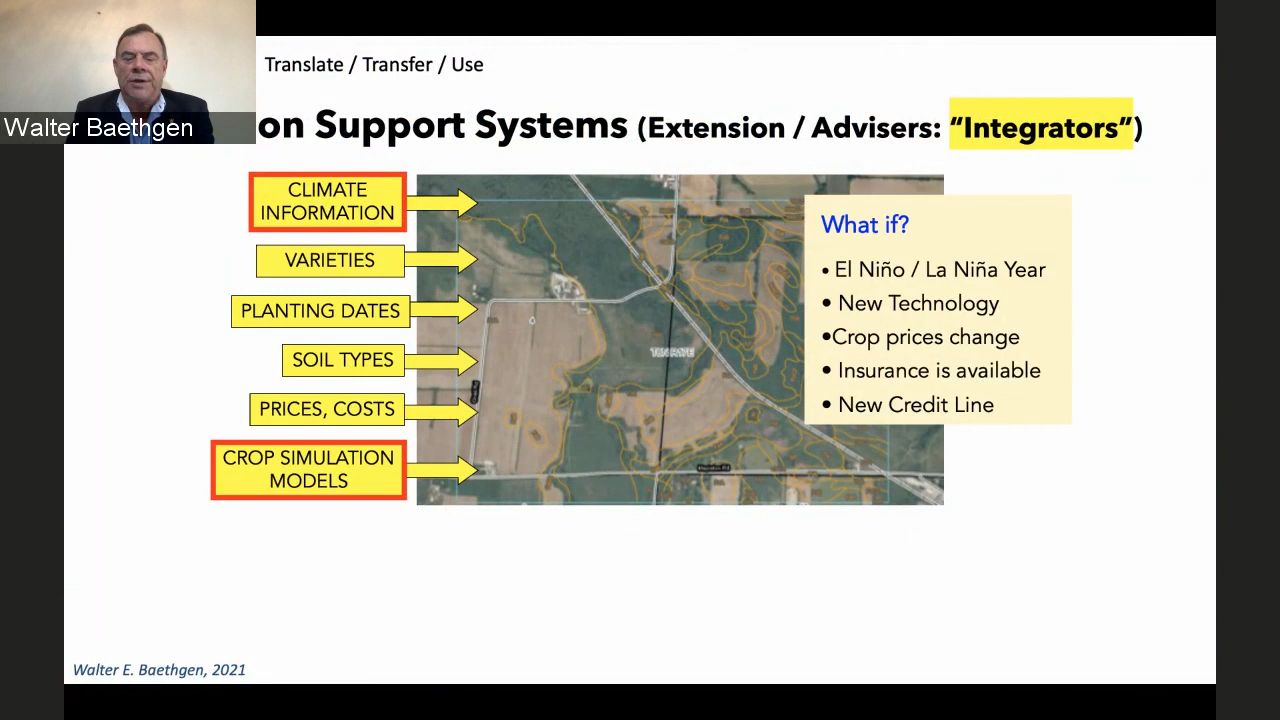 Translate / Transfer / Use
Walter Baethgen
on Support Systems (Extension / Advisers: “Integrators”)
CLIMATE
INFORMATION
VARIETIES
PLANTING DATES
SOIL TYPES
PRICES, COSTS
CROP SIMULATION
MODELS
What if?
• El Niño / La Niña Year
• New Technology
•Crop prices change
• Insurance is available
• New Credit Line
Walter E. Baethgen, 2021